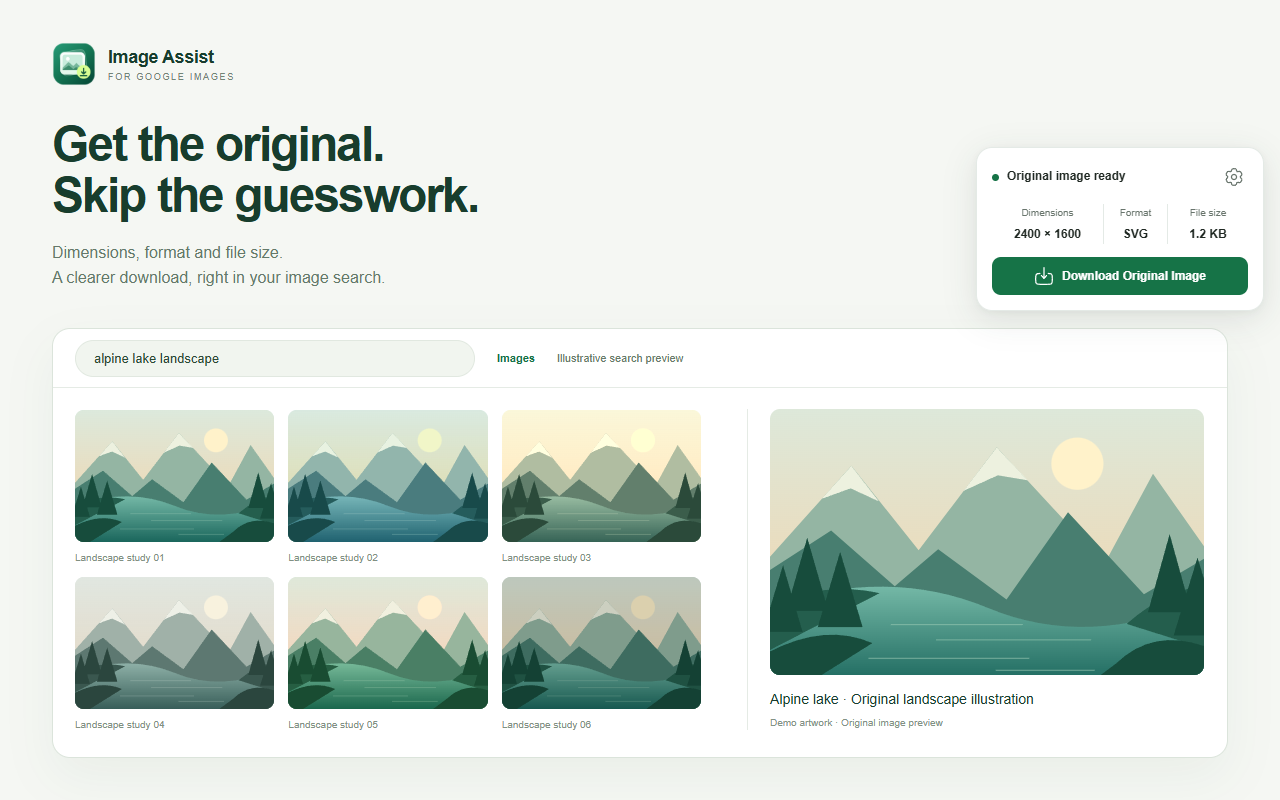 Image Assist
FOR GOOGLE IMAGES
Get the original.
Skip the guesswork.
Dimensions, format and file size.
A clearer download, right in your image search.
Original image ready
Dimensions Format File size
2400 × 1600 SVG 1.2 KB
Download Original Image
alpine lake landscape Images Illustrative search preview
Landscape study 01 Landscape study 02 Landscape study 03
Landscape study 04 Landscape study 05 Landscape study 06
Alpine lake · Original landscape illustration
Demo artwork · Original image preview